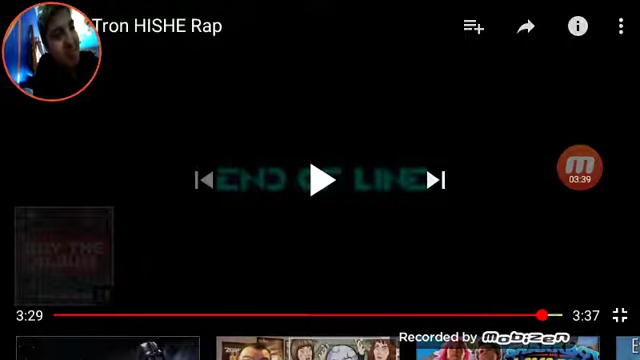 Tron HISHE Rap
END OF LINE
03:39
BUY THE
ALBUM
3:29
3:37
Recorded by MOBIZEN